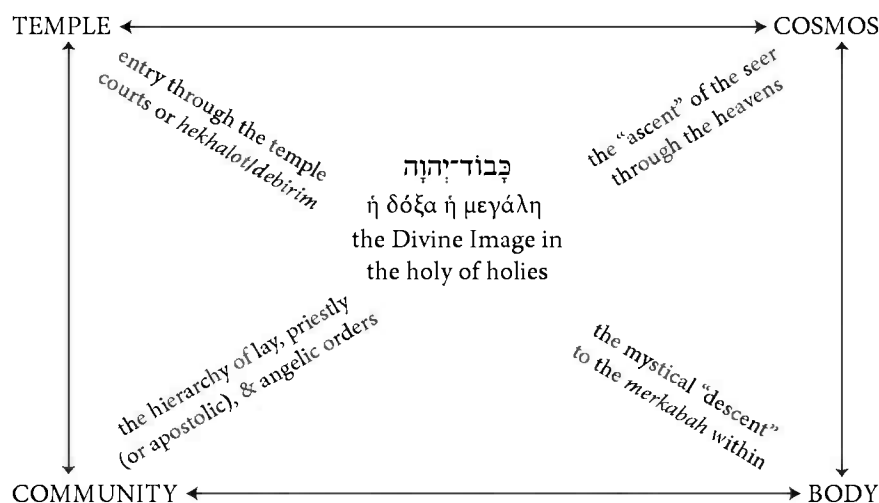 TEMPLE
COSMOS
entry through the temple
courts or hekhalot/debirim
the “ascent” of the seer
through the heavens
כָּבוֹד־יְהוָה
ἡ δόξα ἡ μεγάλη
the Divine Image in
the holy of holies
the hierarchy of lay, priestly
(or apostolic), & angelic orders
the mystical “descent”
to the merkabah within
COMMUNITY
BODY